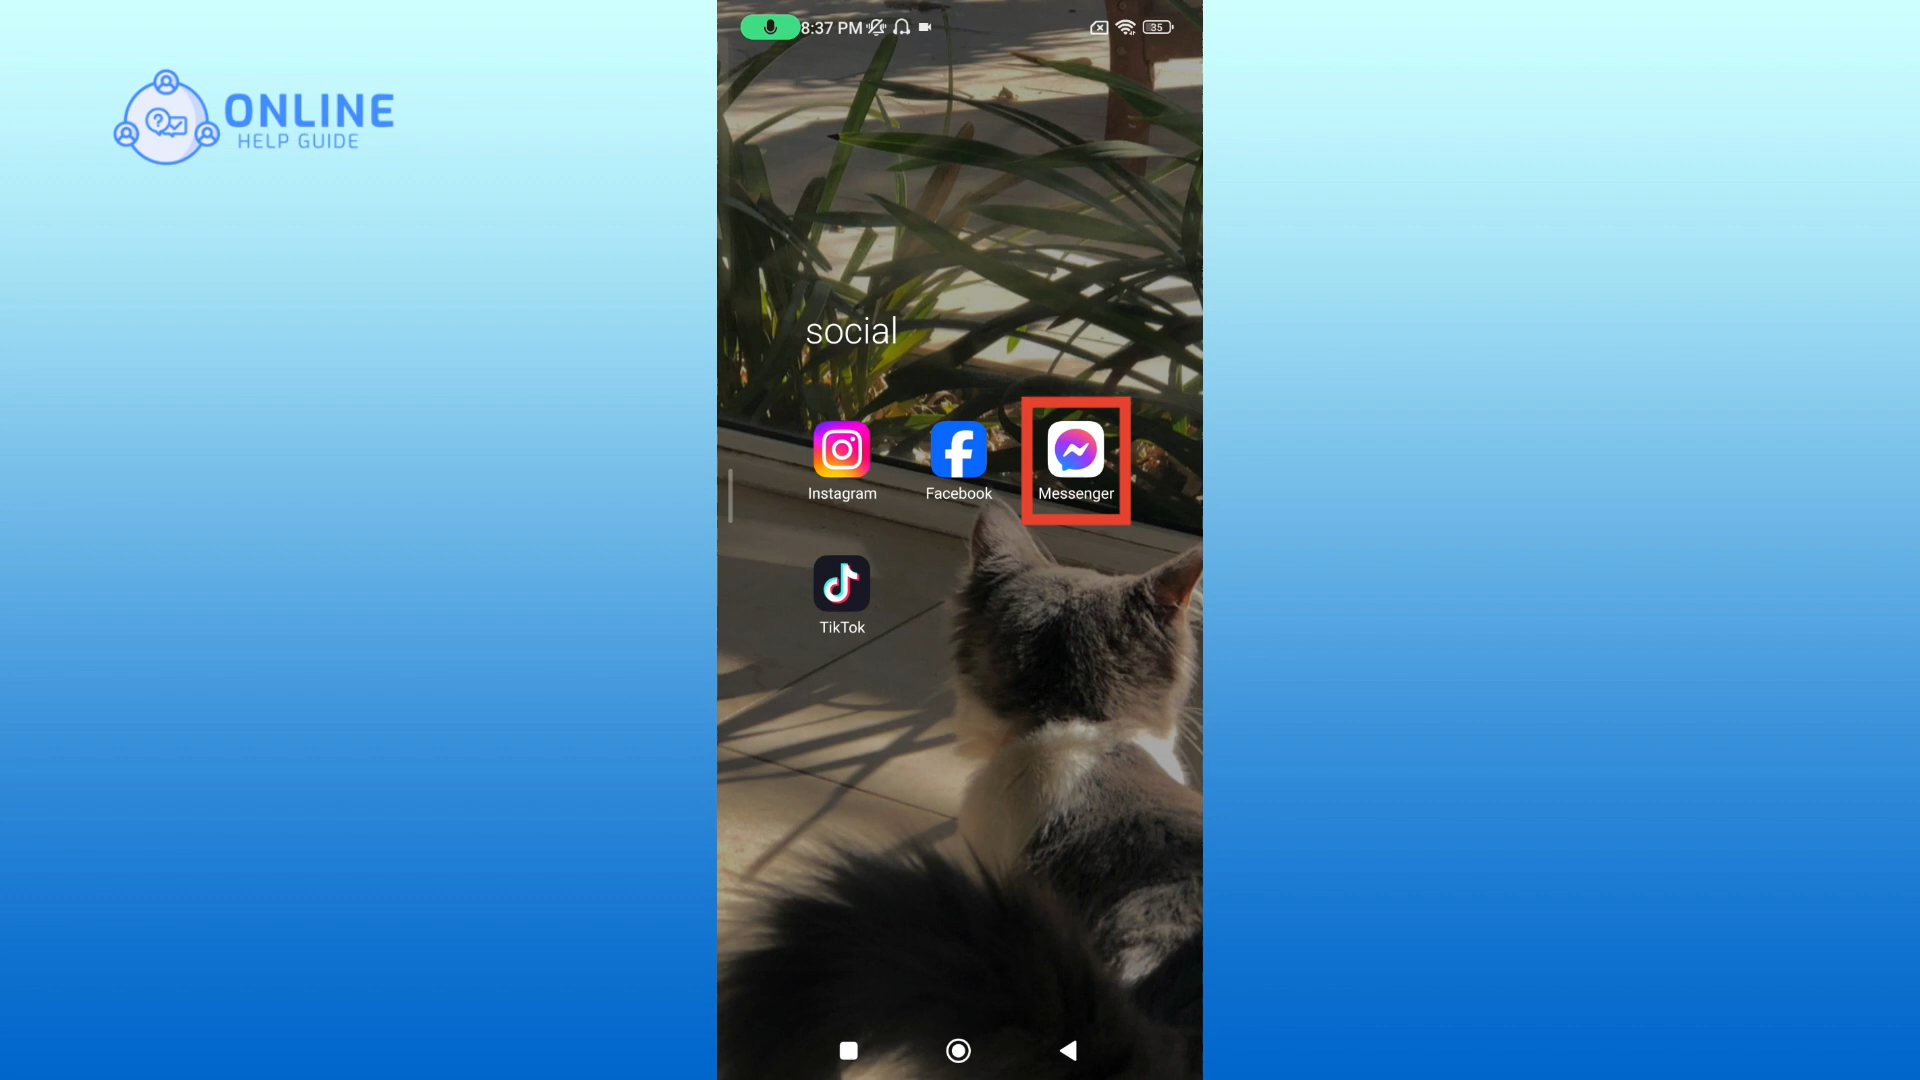 8:37 PM
35
ONLINE
HELP GUIDE
social
Instagram
Facebook
Messenger
TikTok